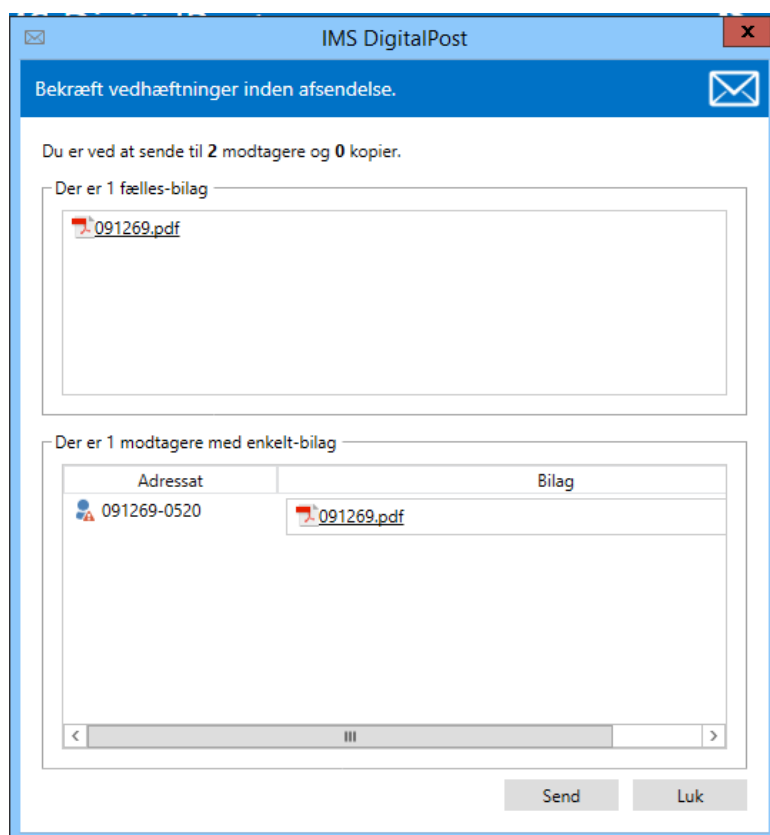 IMS DigitalPost
x
Bekræft vedhæftninger inden afsendelse.
Du er ved at sende til 2 modtagere og 0 kopier.
Der er 1 fælles-bilag
091269.pdf
Der er 1 modtagere med enkelt-bilag
Adressat Bilag
091269-0520 091269.pdf
Send Luk